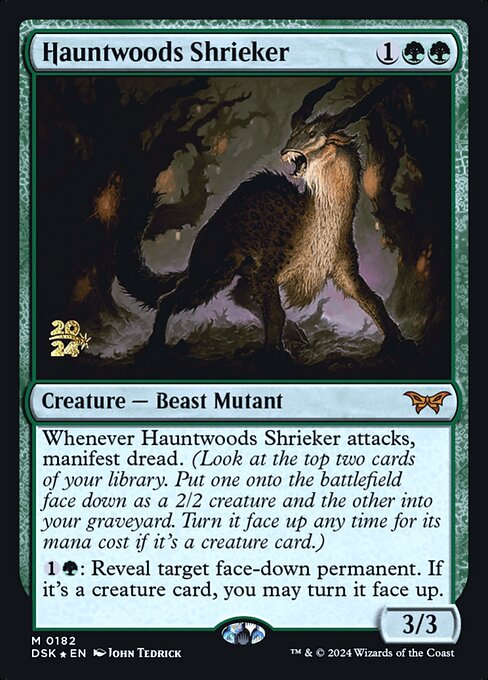 Hauntwoods Shrieker 1
2024
Creature — Beast Mutant
Whenever Hauntwoods Shrieker attacks,
manifest dread. (Look at the top two cards
of your library. Put one onto the battlefield
face down as a 2/2 creature and the other into
your graveyard. Turn it face up any time for its
mana cost if it's a creature card.)
1 : Reveal target face-down permanent. If
it's a creature card, you may turn it face up.
3/3
M 0182
DSK ★ EN John Tedrick ™ & © 2024 Wizards of the Coast